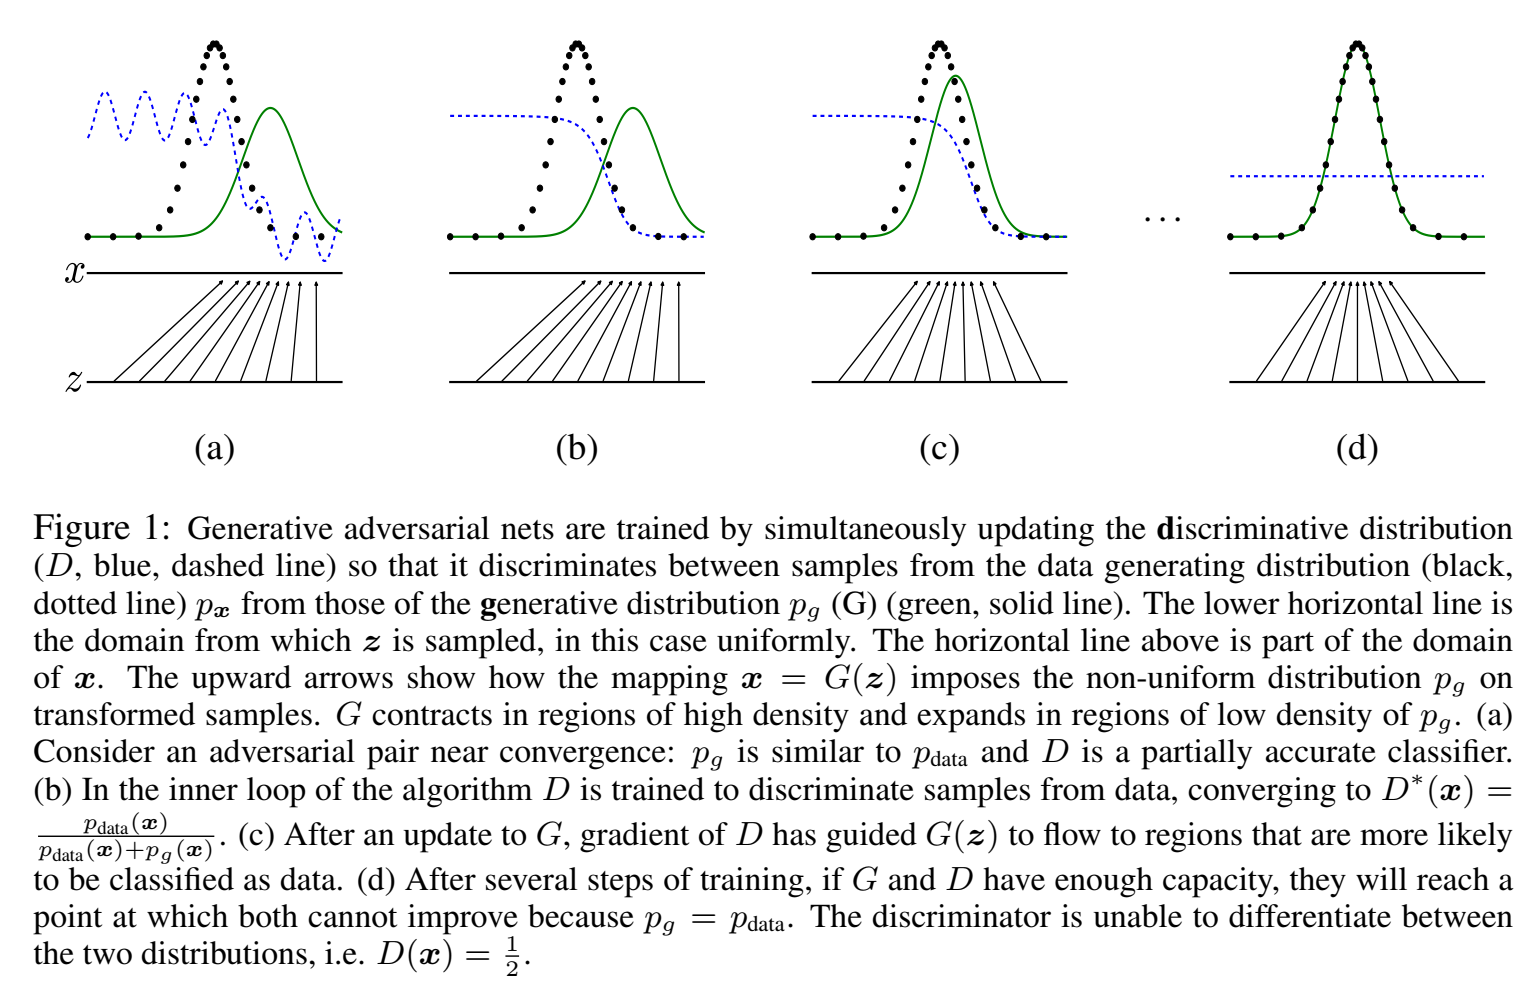 x
. . .
z
(a) (b) (c) (d)
Figure 1: Generative adversarial nets are trained by simultaneously updating the discriminative distribution
(D, blue, dashed line) so that it discriminates between samples from the data generating distribution (black,
dotted line) pₓ from those of the generative distribution p_g (G) (green, solid line). The lower horizontal line is
the domain from which z is sampled, in this case uniformly. The horizontal line above is part of the domain
of x. The upward arrows show how the mapping x = G(z) imposes the non-uniform distribution p_g on
transformed samples. G contracts in regions of high density and expands in regions of low density of p_g. (a)
Consider an adversarial pair near convergence: p_g is similar to p_data and D is a partially accurate classifier.
(b) In the inner loop of the algorithm D is trained to discriminate samples from data, converging to D*(x) =
p_data(x) / (p_data(x)+p_g(x)). (c) After an update to G, gradient of D has guided G(z) to flow to regions that are more likely
to be classified as data. (d) After several steps of training, if G and D have enough capacity, they will reach a
point at which both cannot improve because p_g = p_data. The discriminator is unable to differentiate between
the two distributions, i.e. D(x) = 1/2.